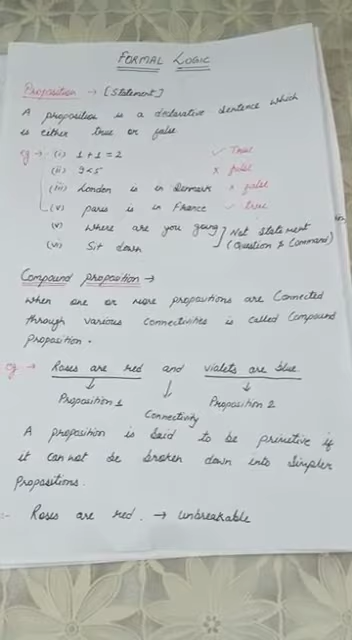 FORMAL LOGIC
Proposition → [Statement]
A proposition is a declarative sentence which
is either true or false
eg → (i) 1 + 1 = 2 ✓ True
(ii) 9 < 5 × false
(iii) London is in Denmark × false
(v) paris is in France ✓ true
(v) where are you going ] Not Statement
(vi) Sit down (Question & Command)
Compound proposition →
when one or more propositions are Connected
through various connectivities is called Compound
Proposition.
eg → Roses are red and vialets are blue
Proposition 1 Connectivity Proposition 2
A proposition is said to be primitive if
it can not be broken down into Simpler
Propositions.
:- Roses are red. → unbreakable